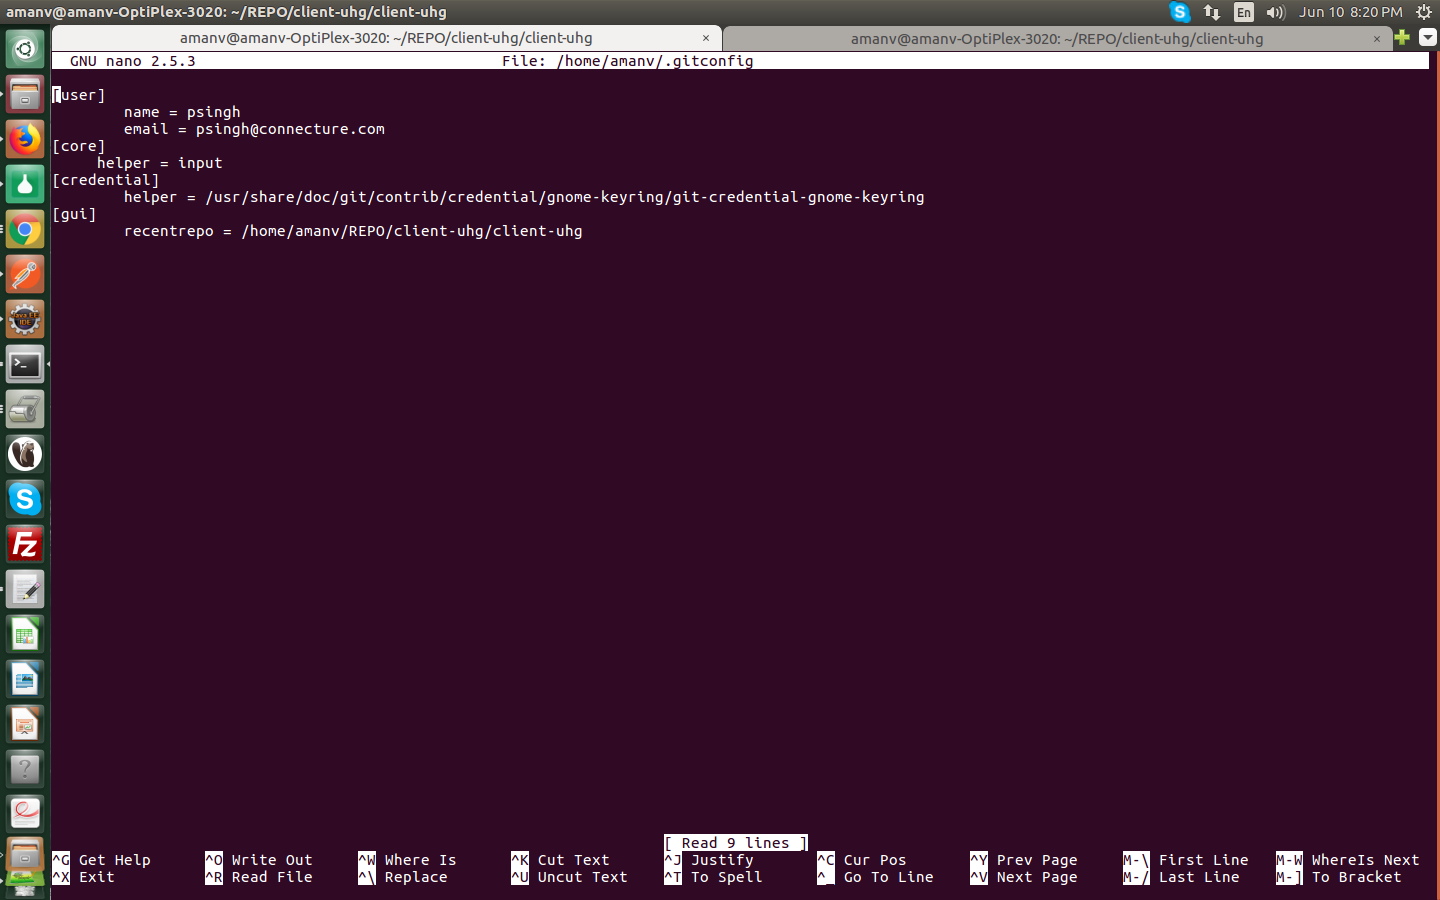 amanv@amanv-OptiPlex-3020: ~/REPO/client-uhg/client-uhg
En
Jun 10 8:20 PM
amanv@amanv-OptiPlex-3020: ~/REPO/client-uhg/client-uhg ×
amanv@amanv-OptiPlex-3020: ~/REPO/client-uhg/client-uhg ×
GNU nano 2.5.3 File: /home/amanv/.gitconfig
[user]
name = psingh
email = psingh@connecture.com
[core]
helper = input
[credential]
helper = /usr/share/doc/git/contrib/credential/gnome-keyring/git-credential-gnome-keyring
[gui]
recentrepo = /home/amanv/REPO/client-uhg/client-uhg
Java EE
IDE
>_
S
Fz
?
[ Read 9 lines ]
^G Get Help ^O Write Out ^W Where Is ^K Cut Text ^J Justify ^C Cur Pos ^Y Prev Page M-\ First Line M-W WhereIs Next
^X Exit ^R Read File ^\ Replace ^U Uncut Text ^T To Spell ^_ Go To Line ^V Next Page M-/ Last Line M-] To Bracket